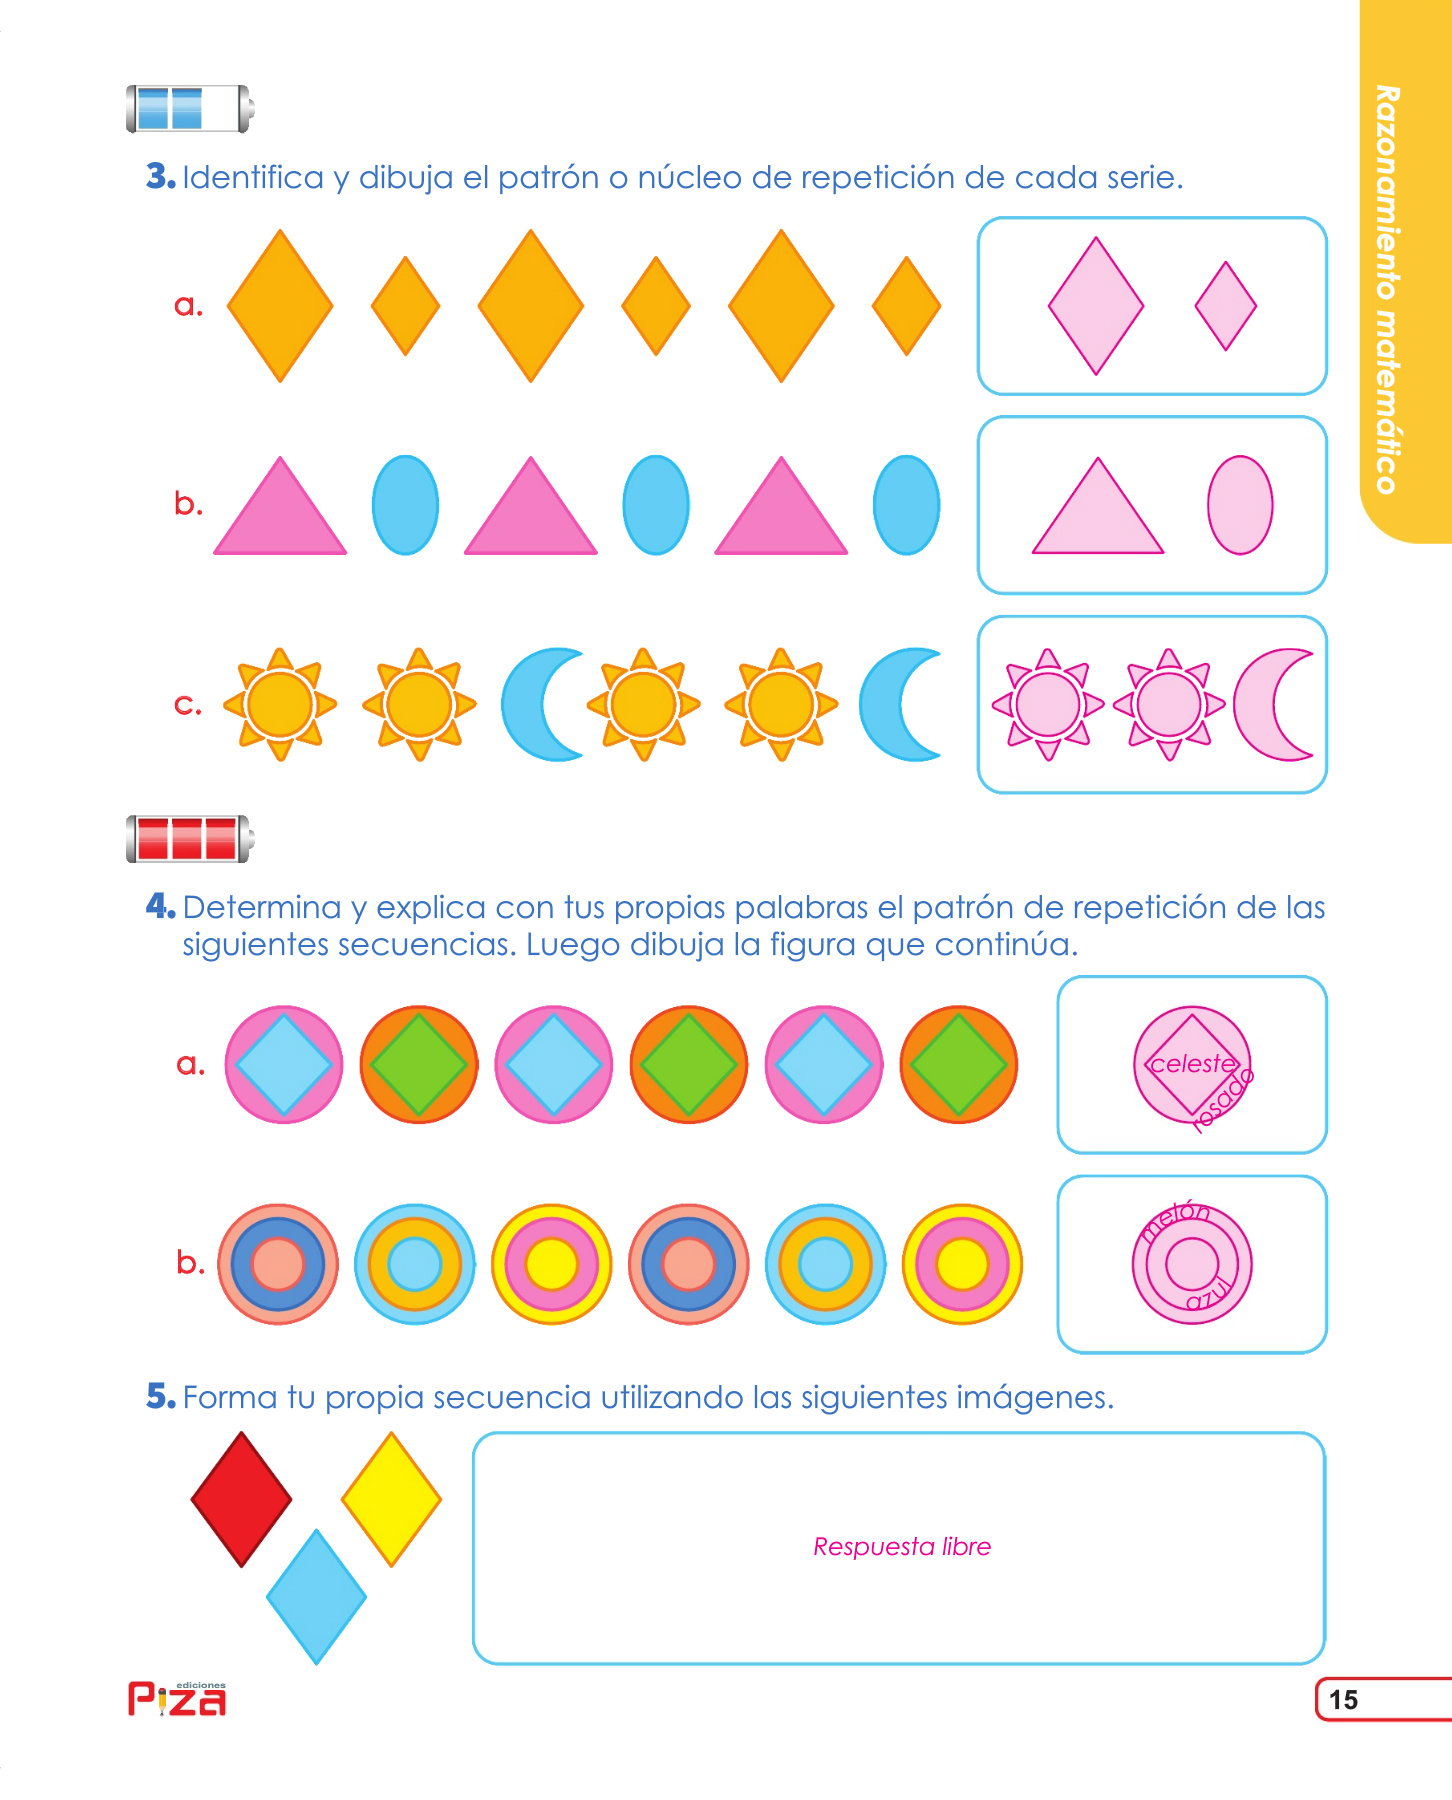 Razonamiento matemático
3. Identifica y dibuja el patrón o núcleo de repetición de cada serie.
a.
b.
c.
4. Determina y explica con tus propias palabras el patrón de repetición de las
siguientes secuencias. Luego dibuja la figura que continúa.
a.
celeste
rosado
b.
melón
azul
5. Forma tu propia secuencia utilizando las siguientes imágenes.
Respuesta libre
ediciones
Piza
15